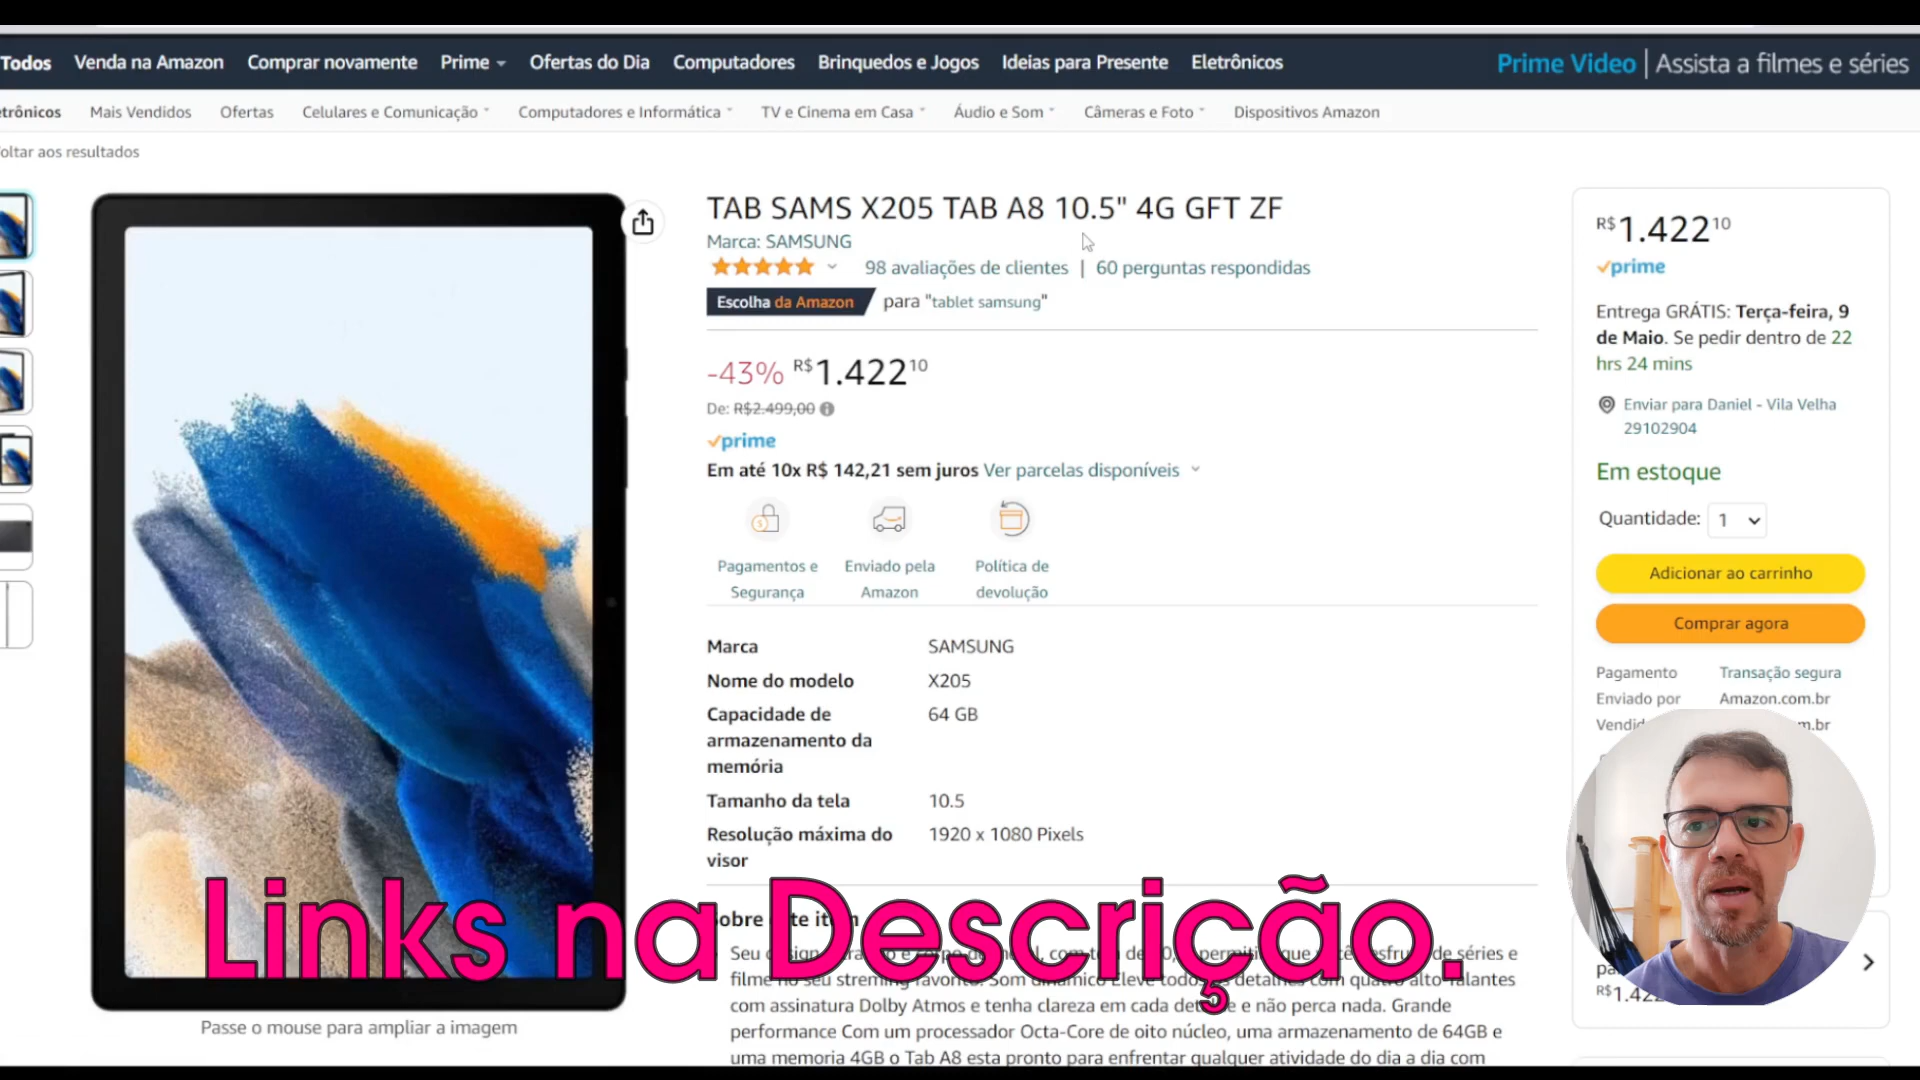 Todos Venda na Amazon Comprar novamente Prime Ofertas do Dia Computadores Brinquedos e Jogos Ideias para Presente Eletrônicos Prime Video | Assista a filmes e séries
trônicos Mais Vendidos Ofertas Celulares e Comunicação Computadores e Informática TV e Cinema em Casa Áudio e Som Câmeras e Foto Dispositivos Amazon
oltar aos resultados
TAB SAMS X205 TAB A8 10.5" 4G GFT ZF
Marca: SAMSUNG
98 avaliações de clientes | 60 perguntas respondidas
Escolha da Amazon para "tablet samsung"
-43% R$1.42210
De: R$2.499,00
prime
Em até 10x R$ 142,21 sem juros Ver parcelas disponíveis
Pagamentos e Segurança
Enviado pela Amazon
Política de devolução
Marca SAMSUNG
Nome do modelo X205
Capacidade de armazenamento da memória 64 GB
Tamanho da tela 10.5
Resolução máxima do visor 1920 x 1080 Pixels
Links na Descrição.
filme no seu streming
com assinatura Dolby Atmos e tenha clareza em cada e não perca nada. Grande
performance Com um processador Octa-Core de oito núcleo, uma armazenamento de 64GB e
uma memoria 4GB o Tab A8 esta pronto para enfrentar qualquer atividade do dia a dia com
Passe o mouse para ampliar a imagem
R$1.42210
prime
Entrega GRÁTIS: Terça-feira, 9
de Maio. Se pedir dentro de 22
hrs 24 mins
Enviar para Daniel - Vila Velha
29102904
Em estoque
Quantidade: 1
Adicionar ao carrinho
Comprar agora
Pagamento Transação segura
Enviado por Amazon.com.br